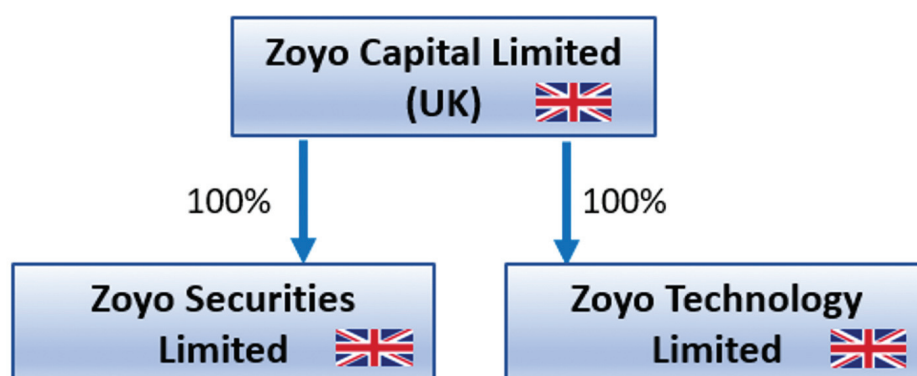 Zoyo Capital Limited
(UK)
100%
100%
Zoyo Securities
Limited
Zoyo Technology
Limited